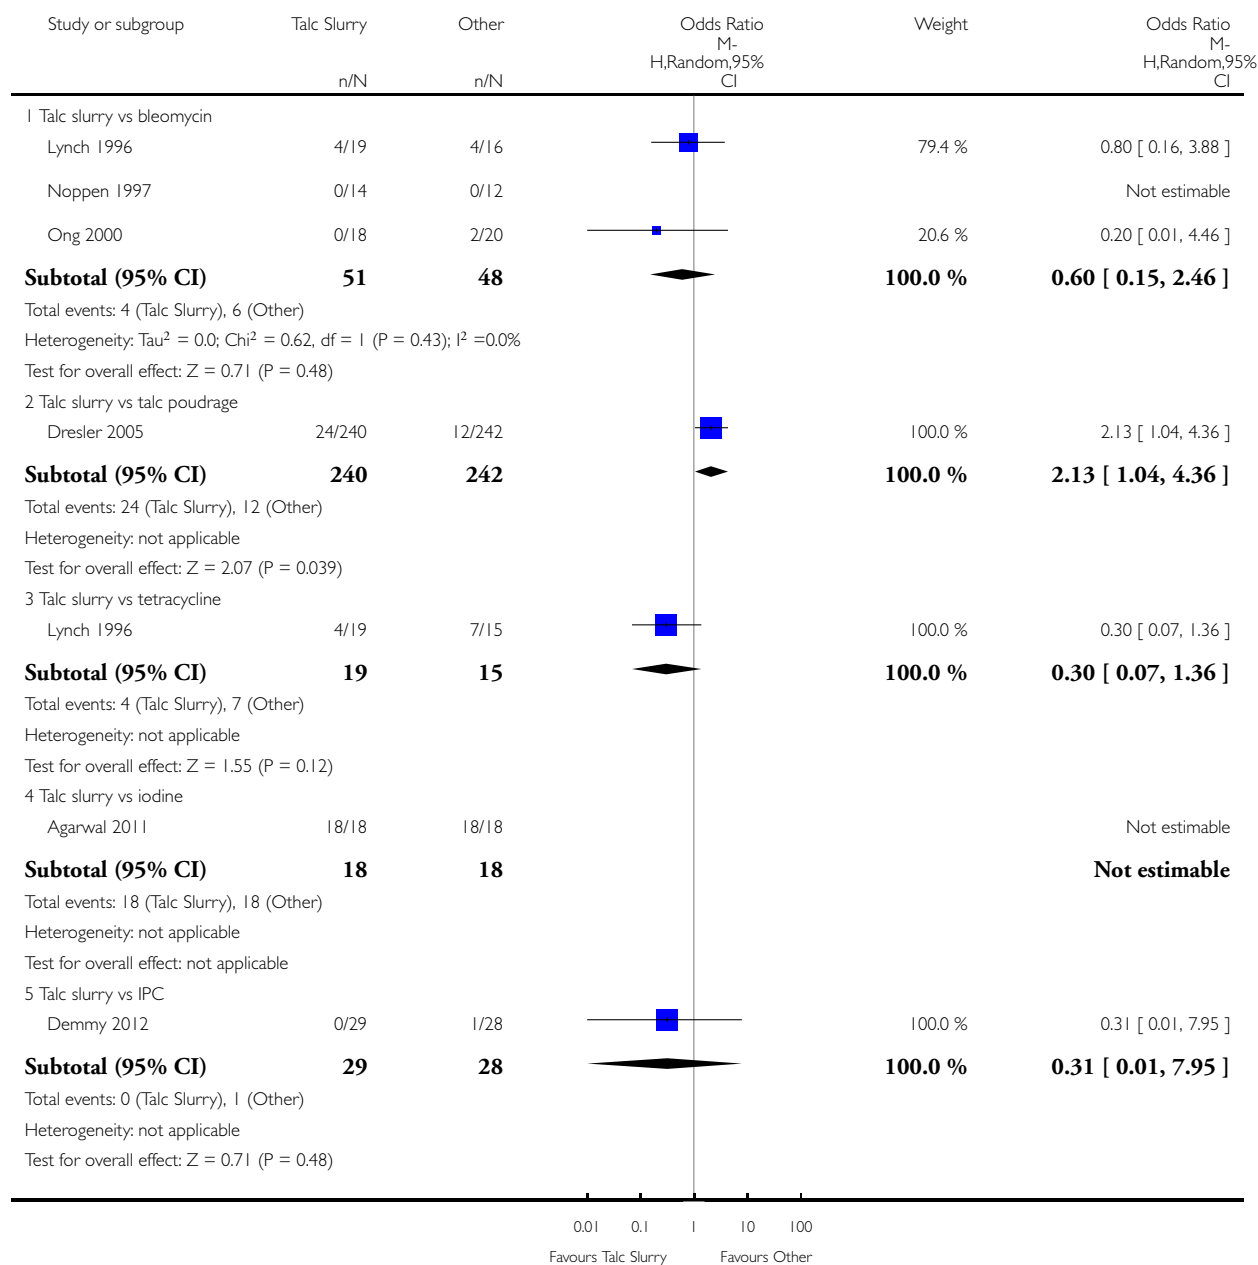 Study or subgroup Talc Slurry Other Odds Ratio Weight Odds Ratio
M- M-
H,Random,95% H,Random,95%
n/N n/N CI CI
1 Talc slurry vs bleomycin
Lynch 1996 4/19 4/16 79.4 % 0.80 [ 0.16, 3.88 ]
Noppen 1997 0/14 0/12 Not estimable
Ong 2000 0/18 2/20 20.6 % 0.20 [ 0.01, 4.46 ]
Subtotal (95% CI) 51 48 100.0 % 0.60 [ 0.15, 2.46 ]
Total events: 4 (Talc Slurry), 6 (Other)
Heterogeneity: Tau² = 0.0; Chi² = 0.62, df = 1 (P = 0.43); I² =0.0%
Test for overall effect: Z = 0.71 (P = 0.48)
2 Talc slurry vs talc poudrage
Dresler 2005 24/240 12/242 100.0 % 2.13 [ 1.04, 4.36 ]
Subtotal (95% CI) 240 242 100.0 % 2.13 [ 1.04, 4.36 ]
Total events: 24 (Talc Slurry), 12 (Other)
Heterogeneity: not applicable
Test for overall effect: Z = 2.07 (P = 0.039)
3 Talc slurry vs tetracycline
Lynch 1996 4/19 7/15 100.0 % 0.30 [ 0.07, 1.36 ]
Subtotal (95% CI) 19 15 100.0 % 0.30 [ 0.07, 1.36 ]
Total events: 4 (Talc Slurry), 7 (Other)
Heterogeneity: not applicable
Test for overall effect: Z = 1.55 (P = 0.12)
4 Talc slurry vs iodine
Agarwal 2011 18/18 18/18 Not estimable
Subtotal (95% CI) 18 18 Not estimable
Total events: 18 (Talc Slurry), 18 (Other)
Heterogeneity: not applicable
Test for overall effect: not applicable
5 Talc slurry vs IPC
Demmy 2012 0/29 1/28 100.0 % 0.31 [ 0.01, 7.95 ]
Subtotal (95% CI) 29 28 100.0 % 0.31 [ 0.01, 7.95 ]
Total events: 0 (Talc Slurry), 1 (Other)
Heterogeneity: not applicable
Test for overall effect: Z = 0.71 (P = 0.48)
0.01 0.1 1 10 100
Favours Talc Slurry Favours Other